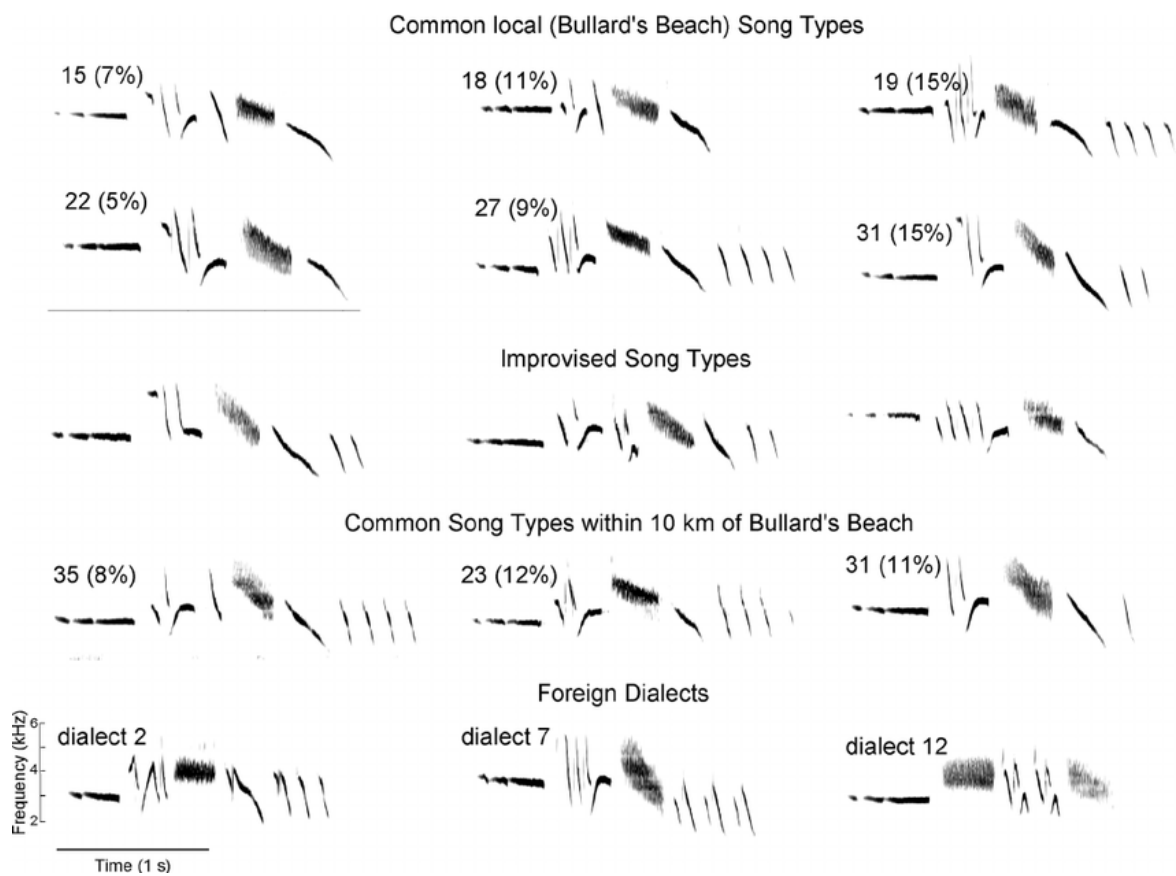 Common local (Bullard's Beach) Song Types
15 (7%)
18 (11%)
19 (15%)
22 (5%)
27 (9%)
31 (15%)
Improvised Song Types
Common Song Types within 10 km of Bullard's Beach
35 (8%)
23 (12%)
31 (11%)
Foreign Dialects
dialect 2
dialect 7
dialect 12
Frequency (kHz)
6
4
2
Time (1 s)